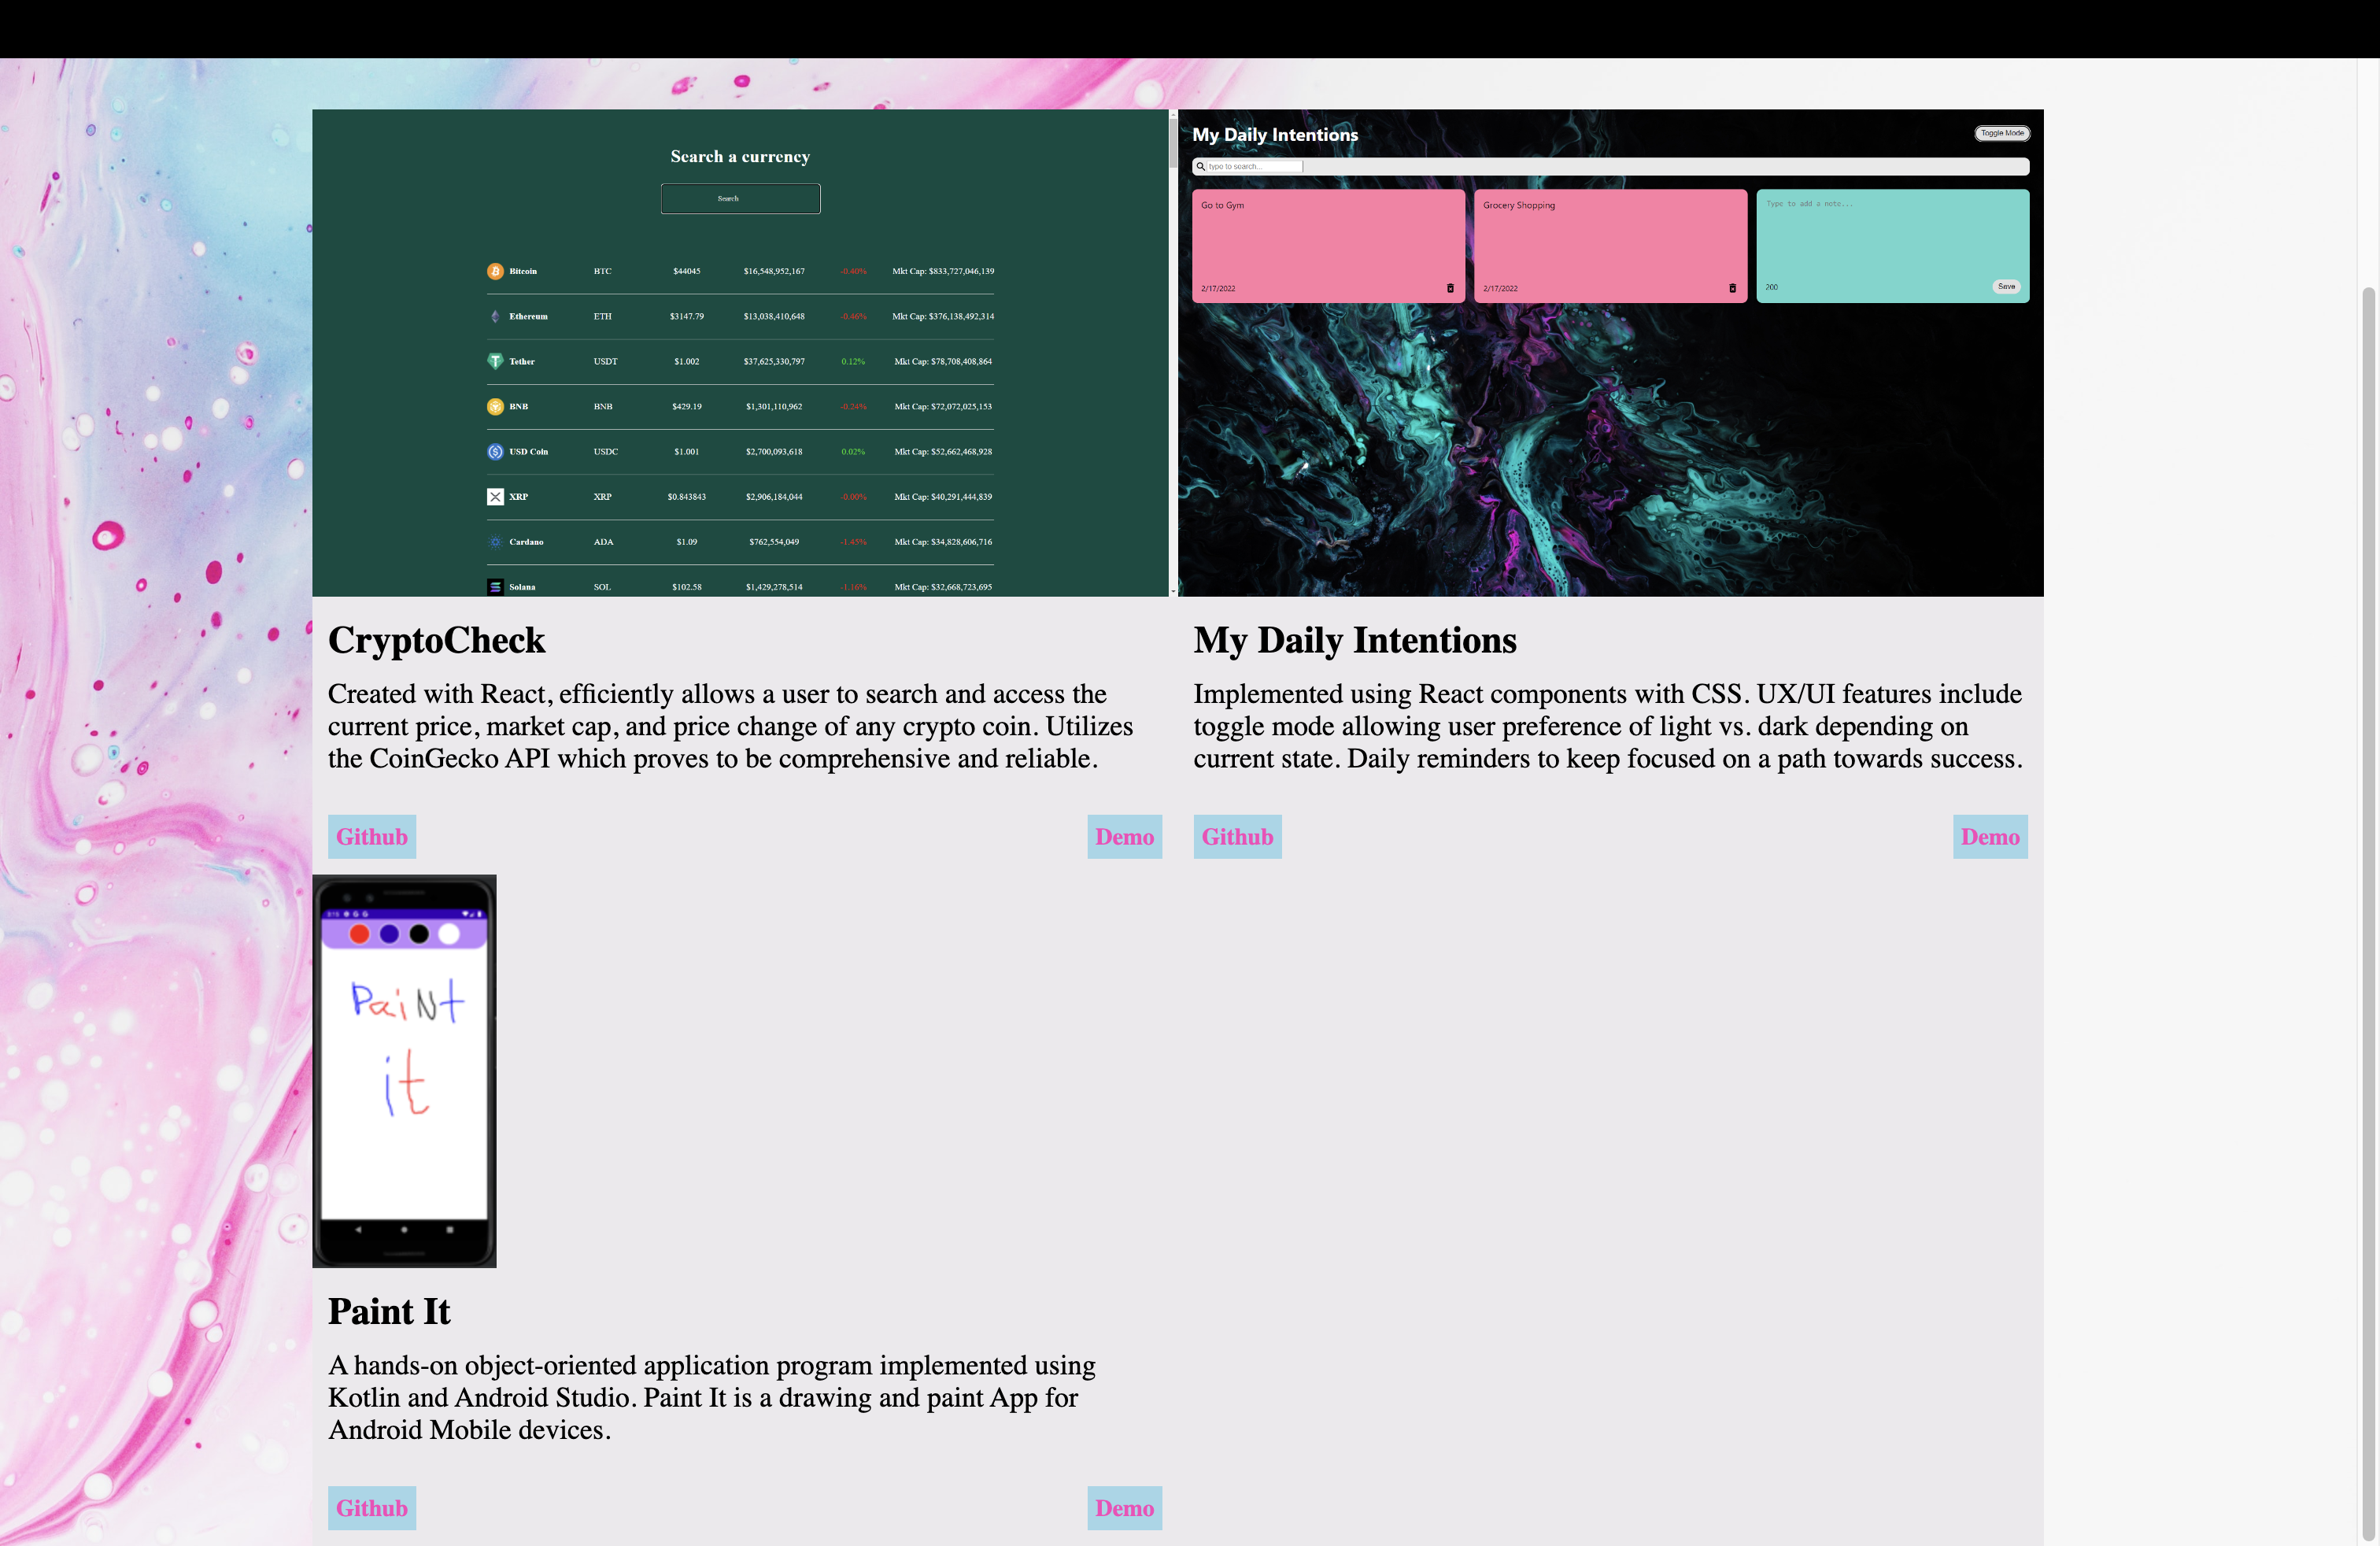 Search a currency
Search
Bitcoin BTC $44045 $16,548,952,167 -0.40% Mkt Cap: $833,727,046,139
Ethereum ETH $3147.79 $13,038,410,648 -0.46% Mkt Cap: $376,138,492,314
Tether USDT $1.002 $37,625,330,797 0.12% Mkt Cap: $78,708,408,864
BNB BNB $429.19 $1,301,110,962 -0.24% Mkt Cap: $72,072,025,153
USD Coin USDC $1.001 $2,700,093,618 0.02% Mkt Cap: $52,662,468,928
XRP XRP $0.843843 $2,906,184,044 -0.00% Mkt Cap: $40,291,444,839
Cardano ADA $1.09 $762,554,049 -1.45% Mkt Cap: $34,828,606,716
Solana SOL $102.58 $1,429,278,514 -1.16% Mkt Cap: $32,668,723,695
My Daily Intentions
Toggle Mode
type to search...
Go to Gym
2/17/2022
Grocery Shopping
2/17/2022
Type to add a note...
200
Save
CryptoCheck
Created with React, efficiently allows a user to search and access the
current price, market cap, and price change of any crypto coin. Utilizes
the CoinGecko API which proves to be comprehensive and reliable.
Github
Demo
My Daily Intentions
Implemented using React components with CSS. UX/UI features include
toggle mode allowing user preference of light vs. dark depending on
current state. Daily reminders to keep focused on a path towards success.
Github
Demo
PaiNt
it
Paint It
A hands-on object-oriented application program implemented using
Kotlin and Android Studio. Paint It is a drawing and paint App for
Android Mobile devices.
Github
Demo